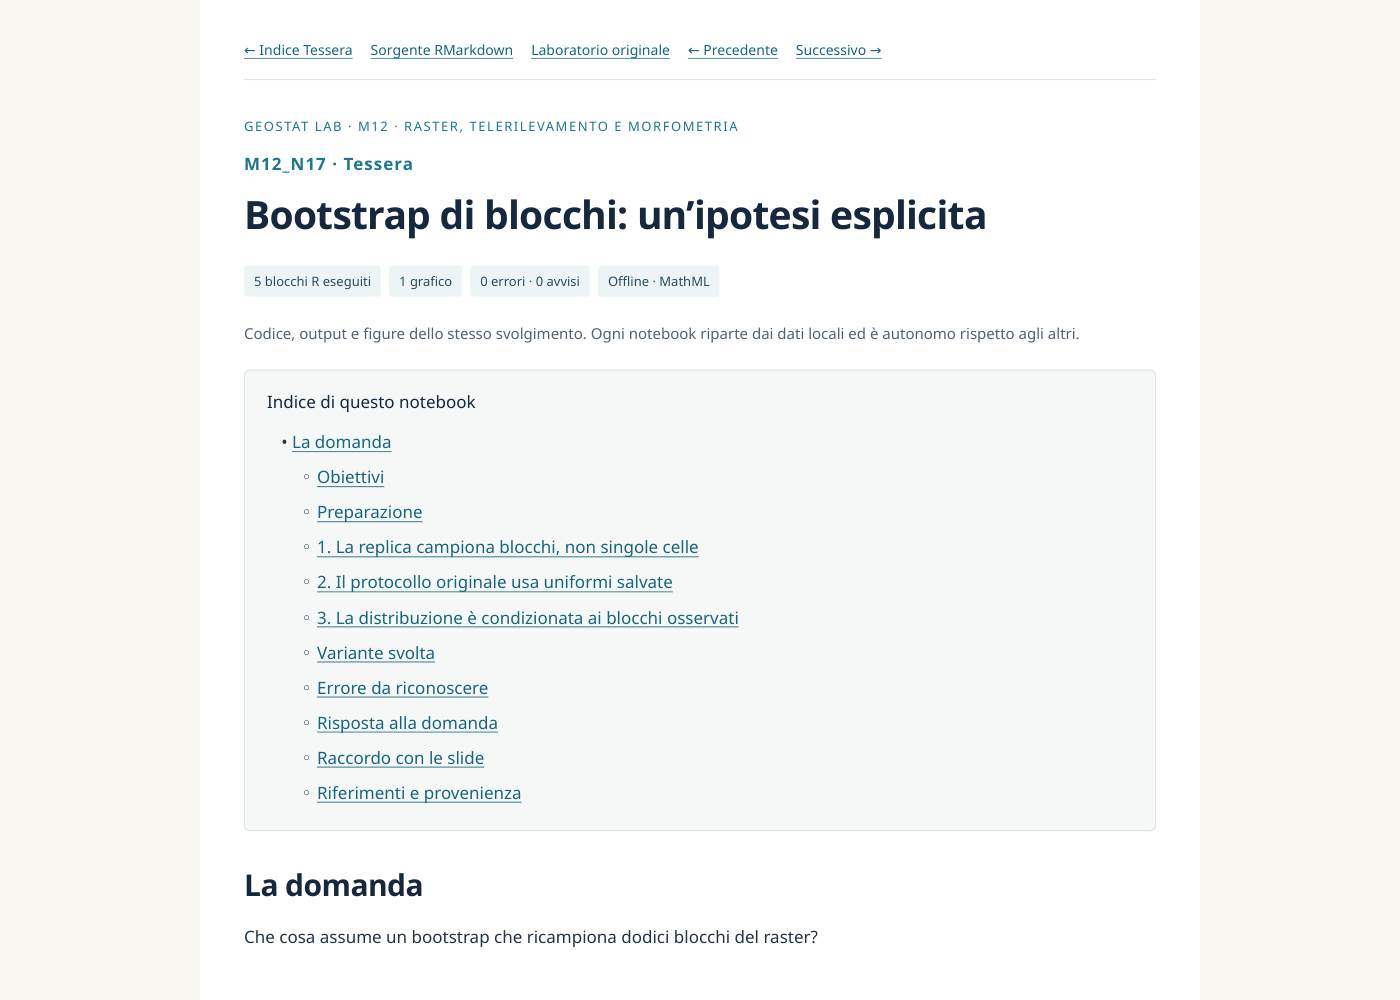 ← Indice Tessera Sorgente RMarkdown Laboratorio originale ← Precedente Successivo →
GEOSTAT LAB · M12 · RASTER, TELERILEVAMENTO E MORFOMETRIA
M12_N17 · Tessera
Bootstrap di blocchi: un’ipotesi esplicita
5 blocchi R eseguiti 1 grafico 0 errori · 0 avvisi Offline · MathML
Codice, output e figure dello stesso svolgimento. Ogni notebook riparte dai dati locali ed è autonomo rispetto agli altri.
Indice di questo notebook
• La domanda
◦ Obiettivi
◦ Preparazione
◦ 1. La replica campiona blocchi, non singole celle
◦ 2. Il protocollo originale usa uniformi salvate
◦ 3. La distribuzione è condizionata ai blocchi osservati
◦ Variante svolta
◦ Errore da riconoscere
◦ Risposta alla domanda
◦ Raccordo con le slide
◦ Riferimenti e provenienza
La domanda
Che cosa assume un bootstrap che ricampiona dodici blocchi del raster?